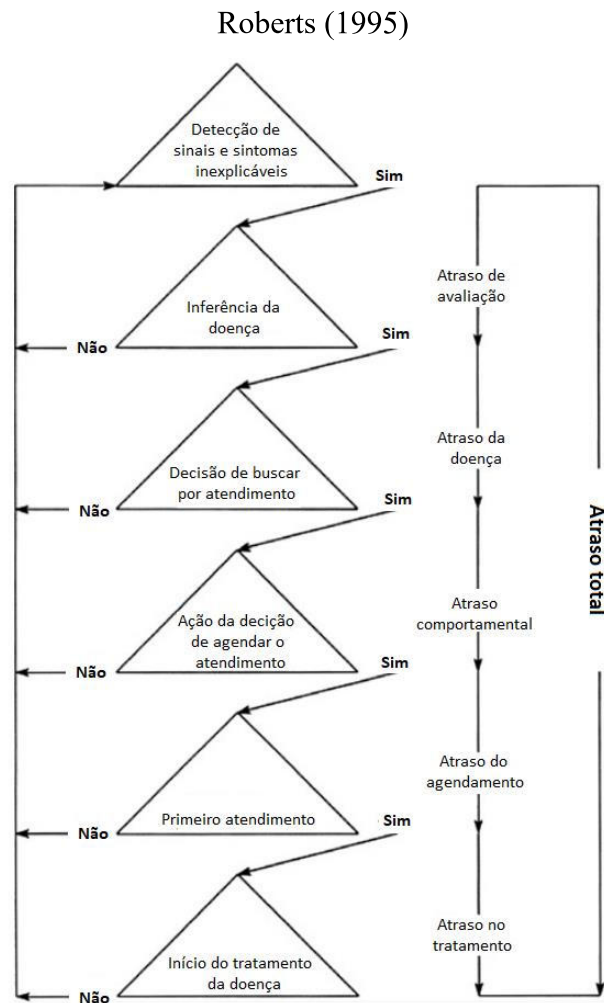 Roberts (1995)
Detecção de
sinais e sintomas
inexplicáveis
Sim
Atraso de
avaliação
Inferência da
doença
Não
Sim
Atraso da
doença
Decisão de buscar
por atendimento
Não
Sim
Atraso total
Atraso
comportamental
Ação da decição
de agendar o
atendimento
Não
Sim
Atraso do
agendamento
Primeiro atendimento
Não
Sim
Atraso no
tratamento
Início do tratamento
da doença
Não